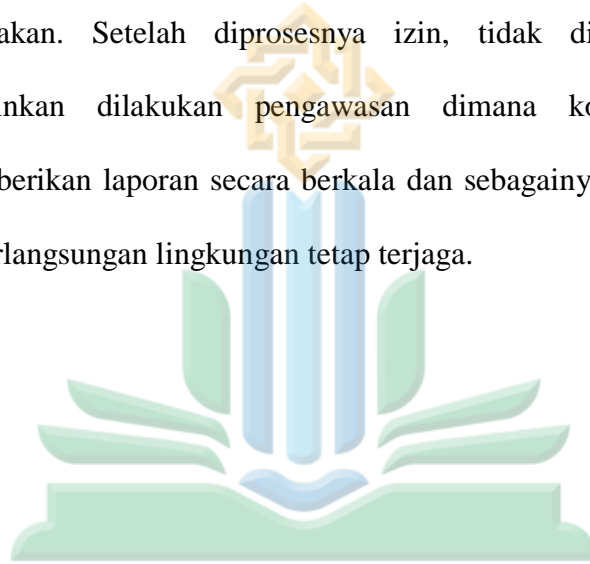 akan. Setelah diprosesnya izin, tidak di
inkan dilakukan pengawasan dimana ko
berikan laporan secara berkala dan sebagainy
rlangsungan lingkungan tetap terjaga.